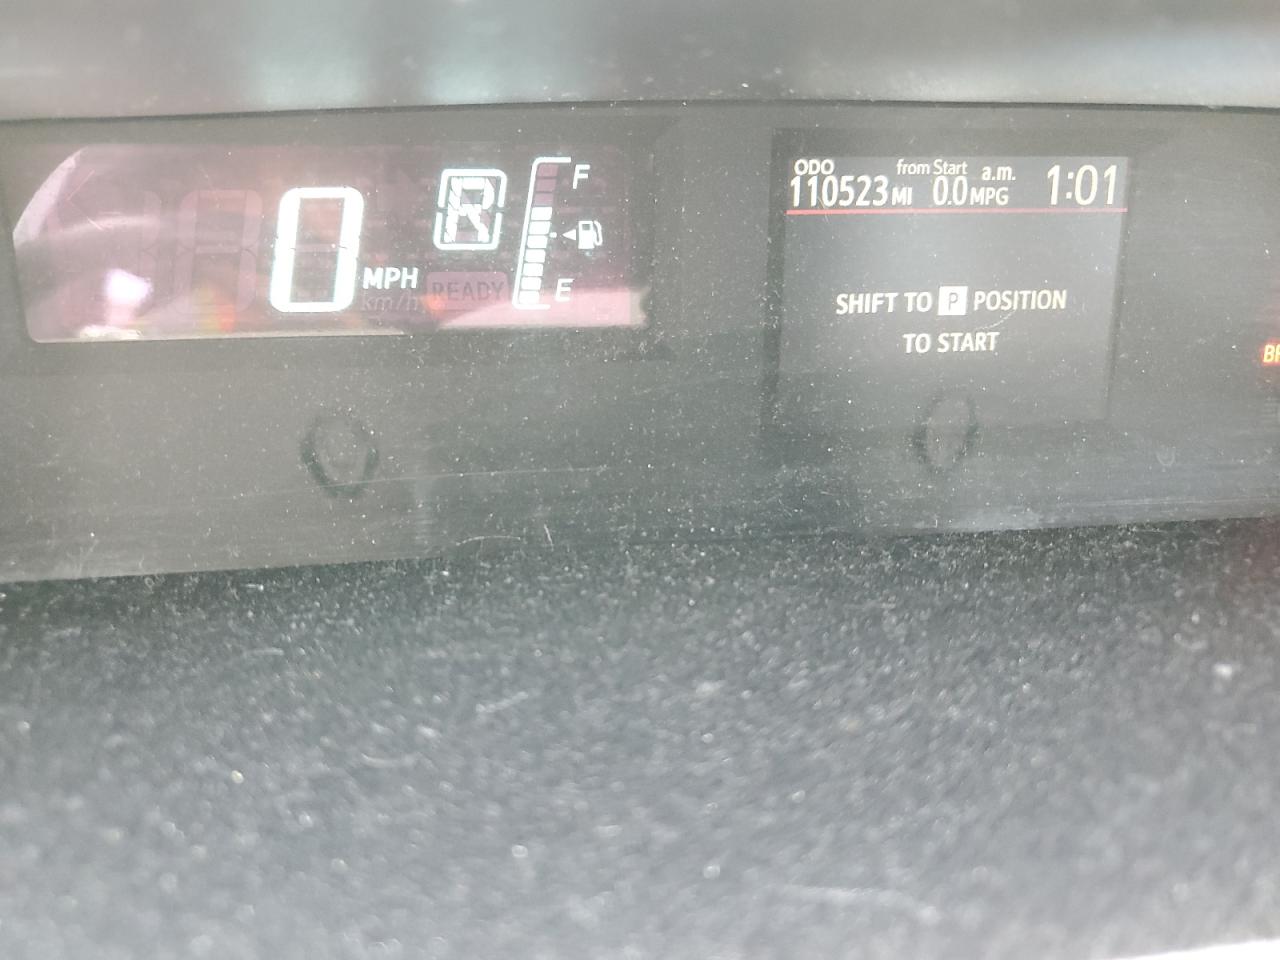 0 MPH
km/h
R
READY
F
E
ODO from Start a.m. 1:01
110523 MI 0.0 MPG
SHIFT TO P POSITION
TO START